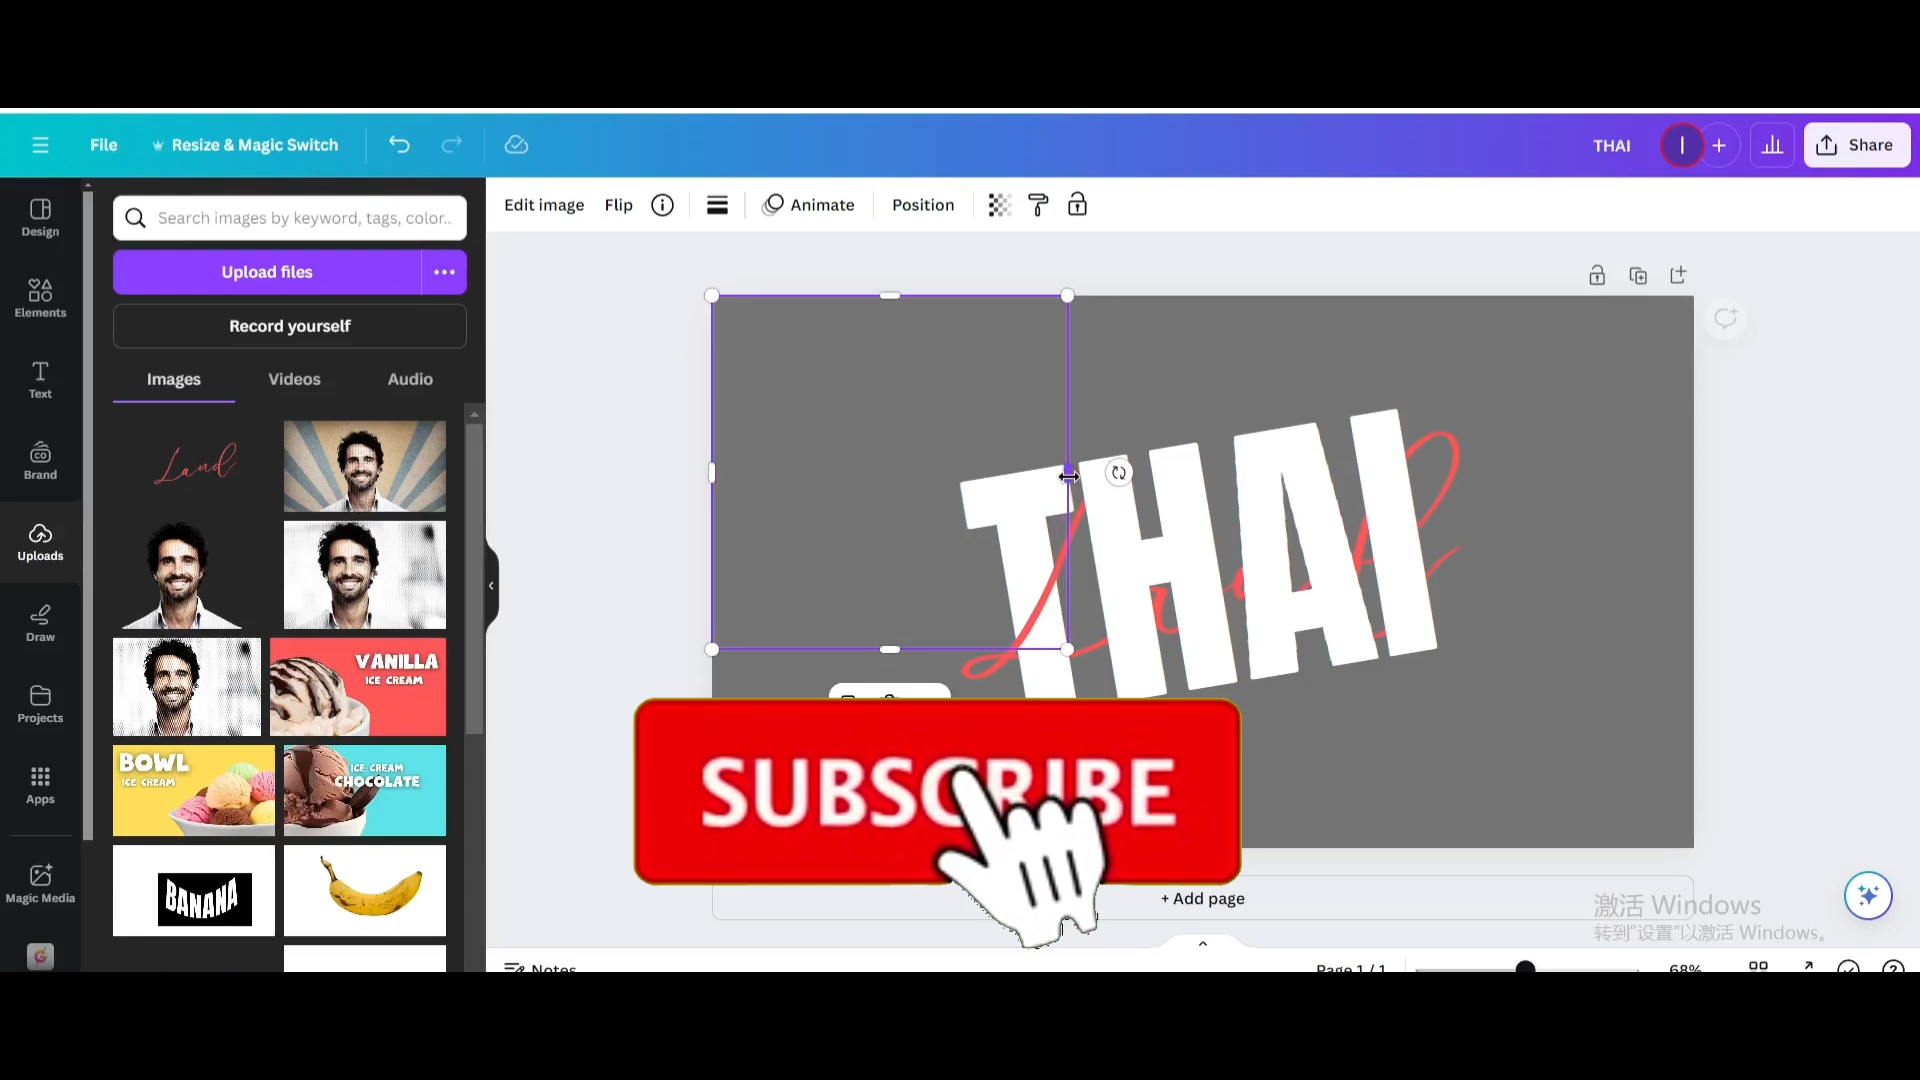 File
Resize & Magic Switch
THAI
Share
Design
Elements
Text
Brand
Uploads
Draw
Projects
Apps
Magic Media
Search images by keyword, tags, color...
Upload files
Record yourself
Images
Videos
Audio
Land
VANILLA
ICE CREAM
BOWL
ICE CREAM
ICE CREAM
CHOCOLATE
BANANA
Edit image
Flip
Animate
Position
THAI
Land
SUBSCRIBE
+ Add page
激活 Windows
转到"设置"以激活 Windows。
Notes
Page 1 / 1
68%